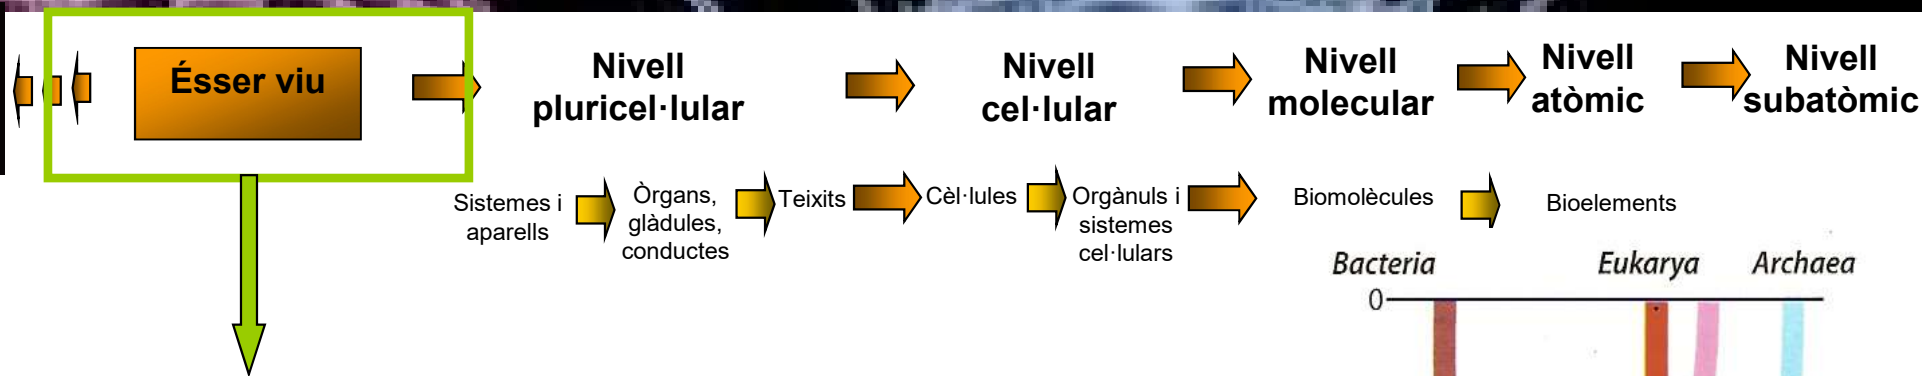 Ésser viu
Nivell
pluricel·lular
Nivell
cel·lular
Nivell
molecular
Nivell
atòmic
Nivell
subatòmic
Sistemes i
aparells
Òrgans,
glàdules,
conductes
Teixits
Cèl·lules
Orgànuls i
sistemes
cel·lulars
Biomolècules
Bioelements
Bacteria
Eukarya
Archaea
0